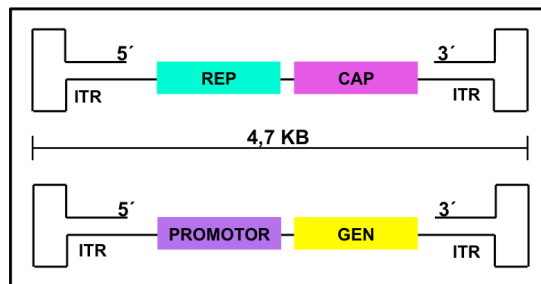 5´ 3´
REP CAP
ITR ITR
4,7 KB
5´ 3´
PROMOTOR GEN
ITR ITR